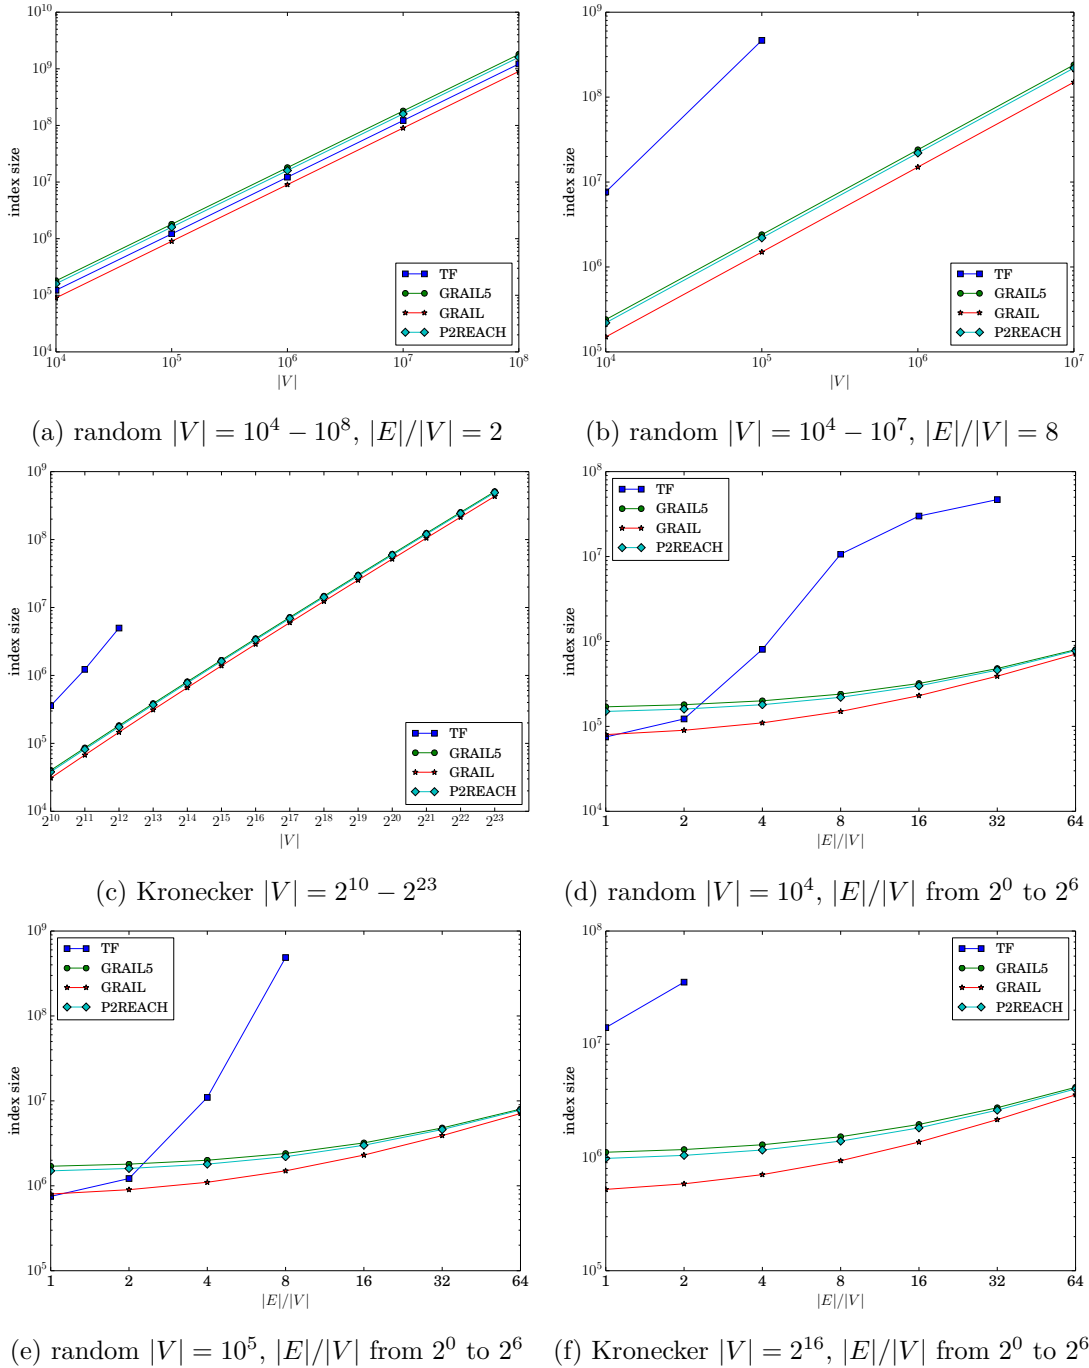 10^10
10^9
10^8
10^7
10^6
10^5
10^4
index size
10^4 10^5 10^6 10^7 10^8
|V|
TF
GRAIL5
GRAIL
P2REACH
10^9
10^8
10^7
10^6
10^5
index size
10^4 10^5 10^6 10^7
|V|
TF
GRAIL5
GRAIL
P2REACH
(a) random |V| = 10^4 − 10^8, |E|/|V| = 2
(b) random |V| = 10^4 − 10^7, |E|/|V| = 8
10^9
10^8
10^7
10^6
10^5
10^4
index size
2^10 2^11 2^12 2^13 2^14 2^15 2^16 2^17 2^18 2^19 2^20 2^21 2^22 2^23
|V|
TF
GRAIL5
GRAIL
P2REACH
10^8
10^7
10^6
10^5
10^4
index size
1 2 4 8 16 32 64
|E|/|V|
TF
GRAIL5
GRAIL
P2REACH
(c) Kronecker |V| = 2^10 − 2^23
(d) random |V| = 10^4, |E|/|V| from 2^0 to 2^6
10^9
10^8
10^7
10^6
10^5
index size
1 2 4 8 16 32 64
|E|/|V|
TF
GRAIL5
GRAIL
P2REACH
10^8
10^7
10^6
10^5
index size
1 2 4 8 16 32 64
|E|/|V|
TF
GRAIL5
GRAIL
P2REACH
(e) random |V| = 10^5, |E|/|V| from 2^0 to 2^6
(f) Kronecker |V| = 2^16, |E|/|V| from 2^0 to 2^6